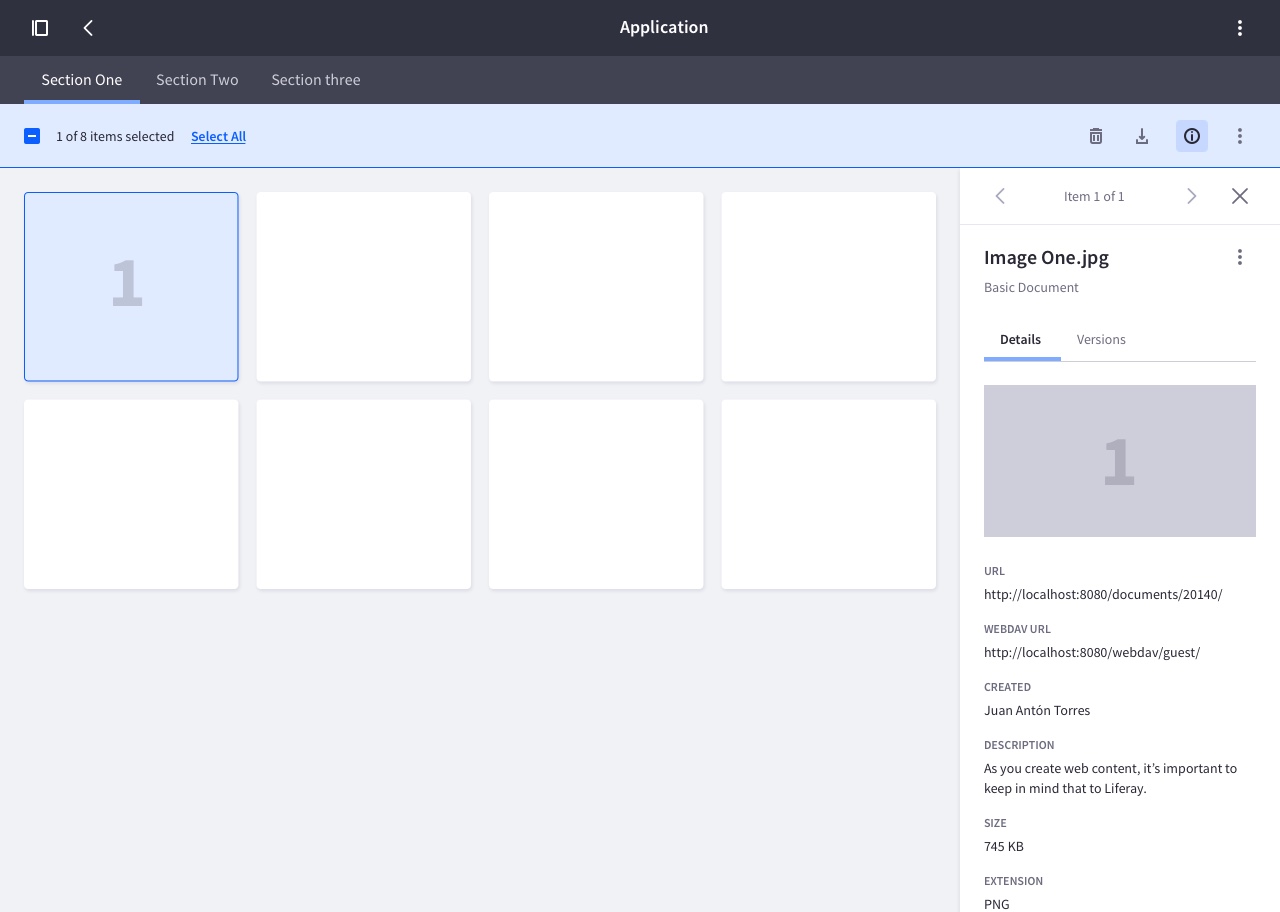 Application
Section One
Section Two
Section three
1 of 8 items selected
Select All
1
Item 1 of 1
Image One.jpg
Basic Document
Details
Versions
1
URL
http://localhost:8080/documents/20140/
WEBDAV URL
http://localhost:8080/webdav/guest/
CREATED
Juan Antón Torres
DESCRIPTION
As you create web content, it’s important to
keep in mind that to Liferay.
SIZE
745 KB
EXTENSION
PNG